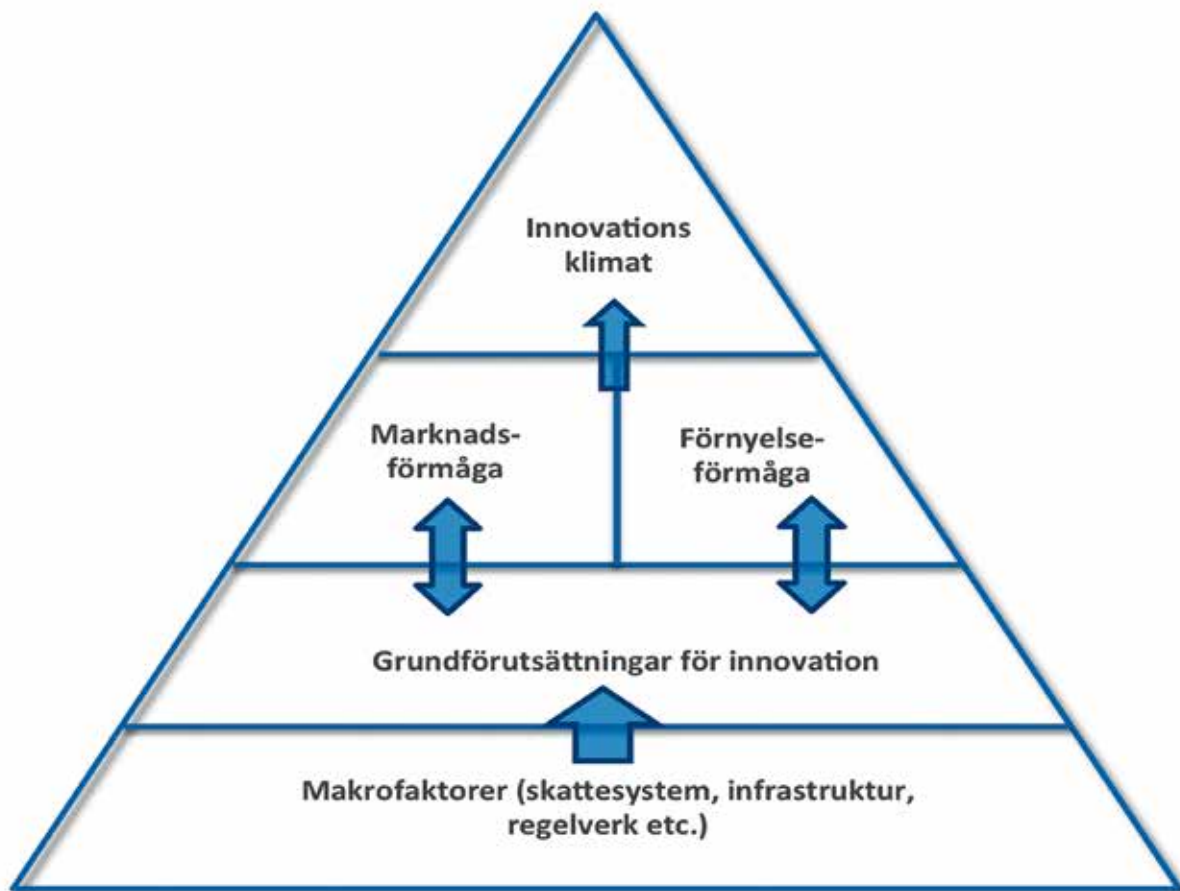 Innovations
klimat
Marknads-
förmåga
Förnyelse-
förmåga
Grundförutsättningar för innovation
Makrofaktorer (skattesystem, infrastruktur,
regelverk etc.)